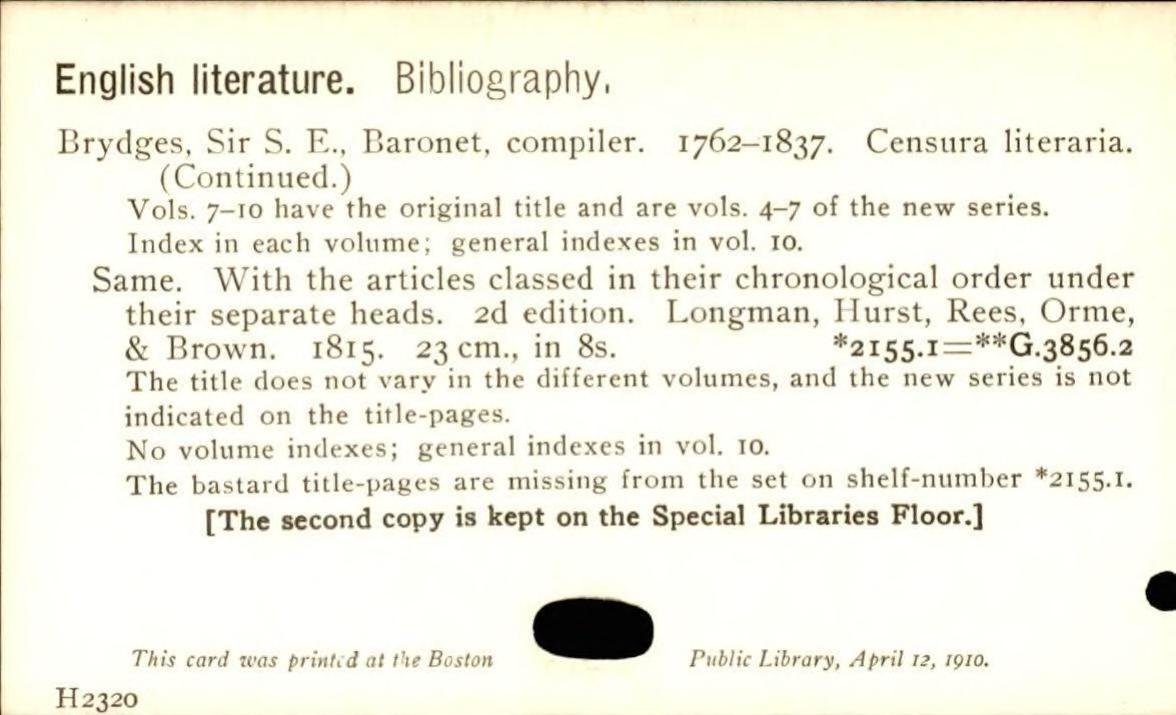 English literature. Bibliography.
Brydges, Sir S. E., Baronet, compiler. 1762–1837. Censura literaria.
(Continued.)
Vols. 7–10 have the original title and are vols. 4–7 of the new series.
Index in each volume; general indexes in vol. 10.
Same. With the articles classed in their chronological order under
their separate heads. 2d edition. Longman, Hurst, Rees, Orme,
& Brown. 1815. 23 cm., in 8s. *2155.1=**G.3856.2
The title does not vary in the different volumes, and the new series is not
indicated on the title-pages.
No volume indexes; general indexes in vol. 10.
The bastard title-pages are missing from the set on shelf-number *2155.1.
[The second copy is kept on the Special Libraries Floor.]
This card was printed at the Boston Public Library, April 12, 1910.
H2320